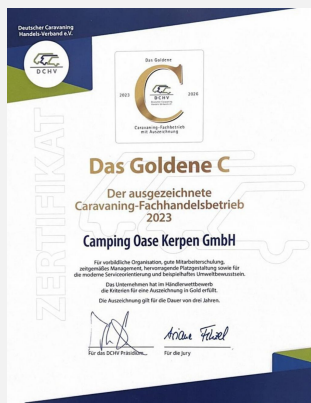 Deutscher Caravaning
Handels-Verband e.V.
DCHV
Das Goldene
2023 C 2026
DCHV
Caravaning-Fachbetrieb
mit Auszeichnung
ZERTIFIKAT
Das Goldene C
Der ausgezeichnete
Caravaning-Fachhandelsbetrieb
2023
Camping Oase Kerpen GmbH
Für vorbildliche Organisation, gute Mitarbeiterschulung,
zeitgemäßes Management, hervorragende Platzgestaltung sowie für
die moderne Serviceorientierung und beispielhaftes Umweltbewusstsein.
Das Unternehmen hat im Händlerwettbewerb
die Kriterien für eine Auszeichnung in Gold erfüllt.
Die Auszeichnung gilt für die Dauer von drei Jahren.
Für das DCHV Präsidium
Für die Jury